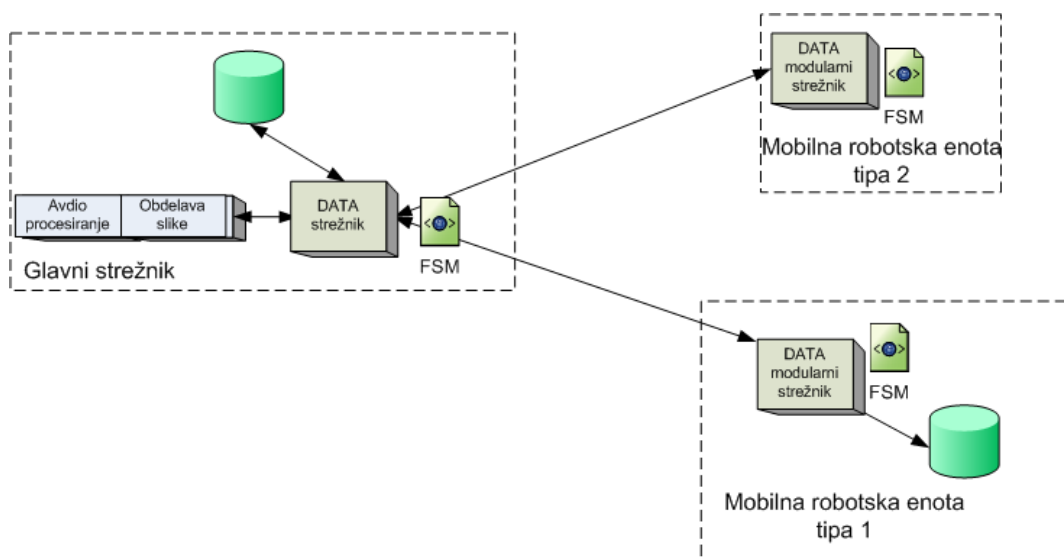 DATA
modularni
strežnik
FSM
Mobilna robotska enota
tipa 2
Avdio
procesiranje
Obdelava
slike
DATA
strežnik
FSM
Glavni strežnik
DATA
modularni
strežnik
FSM
Mobilna robotska enota
tipa 1